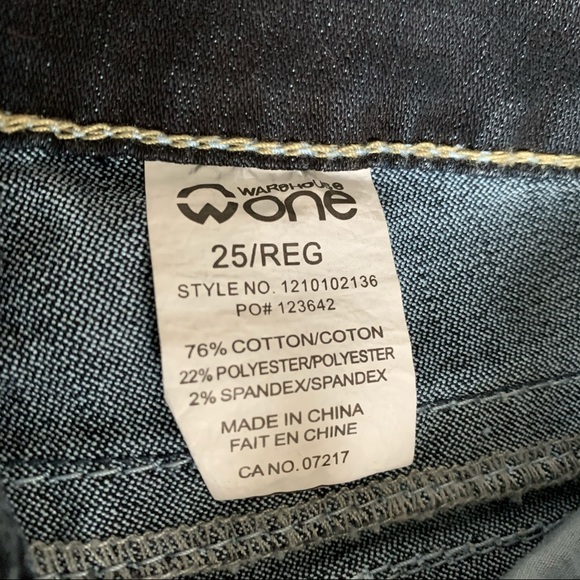 WAREHOUSE
one
25/REG
STYLE NO. 1210102136
PO# 123642
76% COTTON/COTON
22% POLYESTER/POLYESTER
2% SPANDEX/SPANDEX
MADE IN CHINA
FAIT EN CHINE
CA NO. 07217